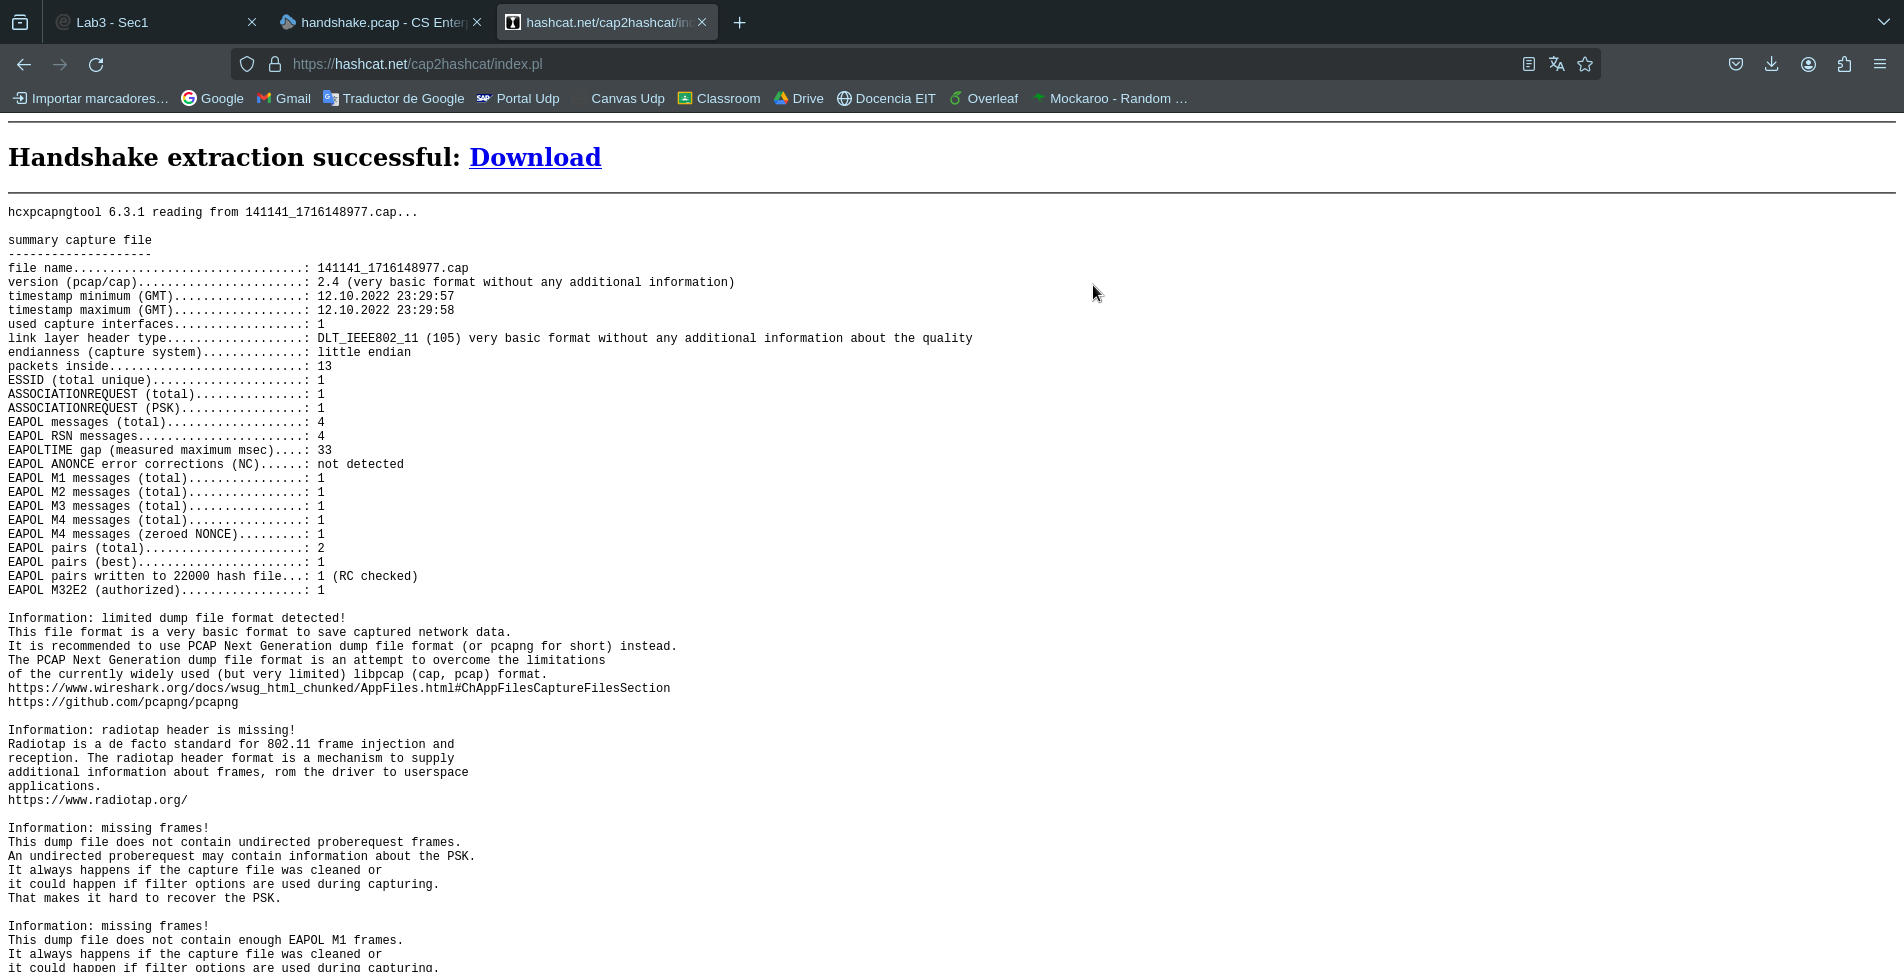 Lab3 - Sec1
handshake.pcap - CS Enter
hashcat.net/cap2hashcat/in
https://hashcat.net/cap2hashcat/index.pl
Importar marcadores…
Google
Gmail
Traductor de Google
Portal Udp
Canvas Udp
Classroom
Drive
Docencia EIT
Overleaf
Mockaroo - Random …
Handshake extraction successful: Download
hcxpcapngtool 6.3.1 reading from 141141_1716148977.cap...
summary capture file
--------------------
file name................................: 141141_1716148977.cap
version (pcap/cap).......................: 2.4 (very basic format without any additional information)
timestamp minimum (GMT)..................: 12.10.2022 23:29:57
timestamp maximum (GMT)..................: 12.10.2022 23:29:58
used capture interfaces..................: 1
link layer header type...................: DLT_IEEE802_11 (105) very basic format without any additional information about the quality
endianness (capture system)..............: little endian
packets inside...........................: 13
ESSID (total unique).....................: 1
ASSOCIATIONREQUEST (total)...............: 1
ASSOCIATIONREQUEST (PSK).................: 1
EAPOL messages (total)...................: 4
EAPOL RSN messages.......................: 4
EAPOLTIME gap (measured maximum msec)....: 33
EAPOL ANONCE error corrections (NC)......: not detected
EAPOL M1 messages (total)................: 1
EAPOL M2 messages (total)................: 1
EAPOL M3 messages (total)................: 1
EAPOL M4 messages (total)................: 1
EAPOL M4 messages (zeroed NONCE).........: 1
EAPOL pairs (total)......................: 2
EAPOL pairs (best).......................: 1
EAPOL pairs written to 22000 hash file...: 1 (RC checked)
EAPOL M32E2 (authorized).................: 1
Information: limited dump file format detected!
This file format is a very basic format to save captured network data.
It is recommended to use PCAP Next Generation dump file format (or pcapng for short) instead.
The PCAP Next Generation dump file format is an attempt to overcome the limitations
of the currently widely used (but very limited) libpcap (cap, pcap) format.
https://www.wireshark.org/docs/wsug_html_chunked/AppFiles.html#ChAppFilesCaptureFilesSection
https://github.com/pcapng/pcapng
Information: radiotap header is missing!
Radiotap is a de facto standard for 802.11 frame injection and
reception. The radiotap header format is a mechanism to supply
additional information about frames, rom the driver to userspace
applications.
https://www.radiotap.org/
Information: missing frames!
This dump file does not contain undirected proberequest frames.
An undirected proberequest may contain information about the PSK.
It always happens if the capture file was cleaned or
it could happen if filter options are used during capturing.
That makes it hard to recover the PSK.
Information: missing frames!
This dump file does not contain enough EAPOL M1 frames.
It always happens if the capture file was cleaned or
it could happen if filter options are used during capturing.